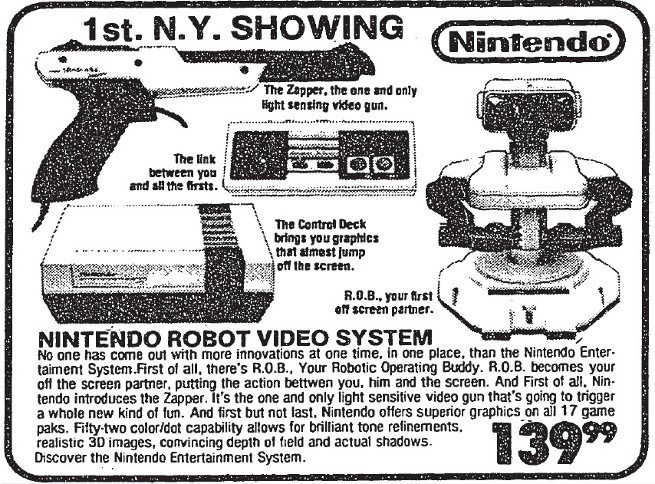 1st. N.Y. SHOWING
Nintendo®
The Zapper, the one and only
light sensing video gun.
The link
between you
and all the firsts.
The Control Deck
brings you graphics
that almost jump
off the screen.
R.O.B., your first
off screen partner.
NINTENDO ROBOT VIDEO SYSTEM
No one has come out with more innovations at one time, in one place, than the Nintendo Enter-
taiment System.First of all, there's R.O.B., Your Robotic Operating Buddy. R.O.B. becomes your
off the screen partner, putting the action bettwen you, him and the screen. And First of all, Nin-
tendo introduces the Zapper. It's the one and only light sensitive video gun that's going to trigger
a whole new kind of fun. And first but not last, Nintendo offers superior graphics on all 17 game
paks. Fifty-two color/dot capability allows for brilliant tone refinements,
realistic 3D images, convincing depth of field and actual shadows.
Discover the Nintendo Entertainment System.
139⁹⁹